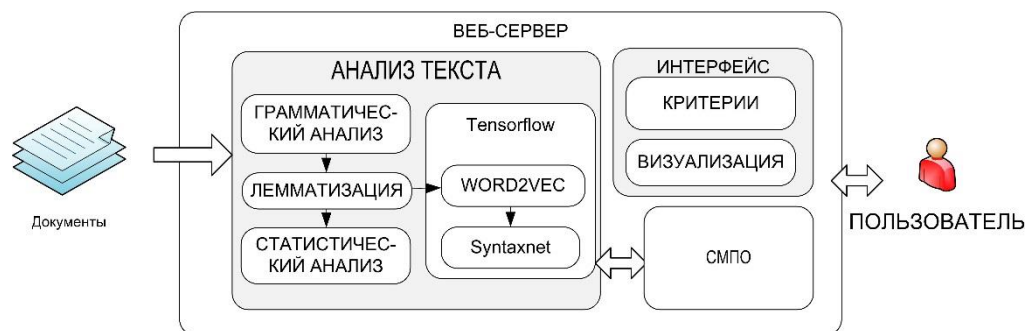 ВЕБ-СЕРВЕР
АНАЛИЗ ТЕКСТА
ГРАММАТИЧЕС-
КИЙ АНАЛИЗ
ЛЕММАТИЗАЦИЯ
СТАТИСТИЧЕС-
КИЙ АНАЛИЗ
Tensorflow
WORD2VEC
Syntaxnet
ИНТЕРФЕЙС
КРИТЕРИИ
ВИЗУАЛИЗАЦИЯ
СМПО
Документы
ПОЛЬЗОВАТЕЛЬ